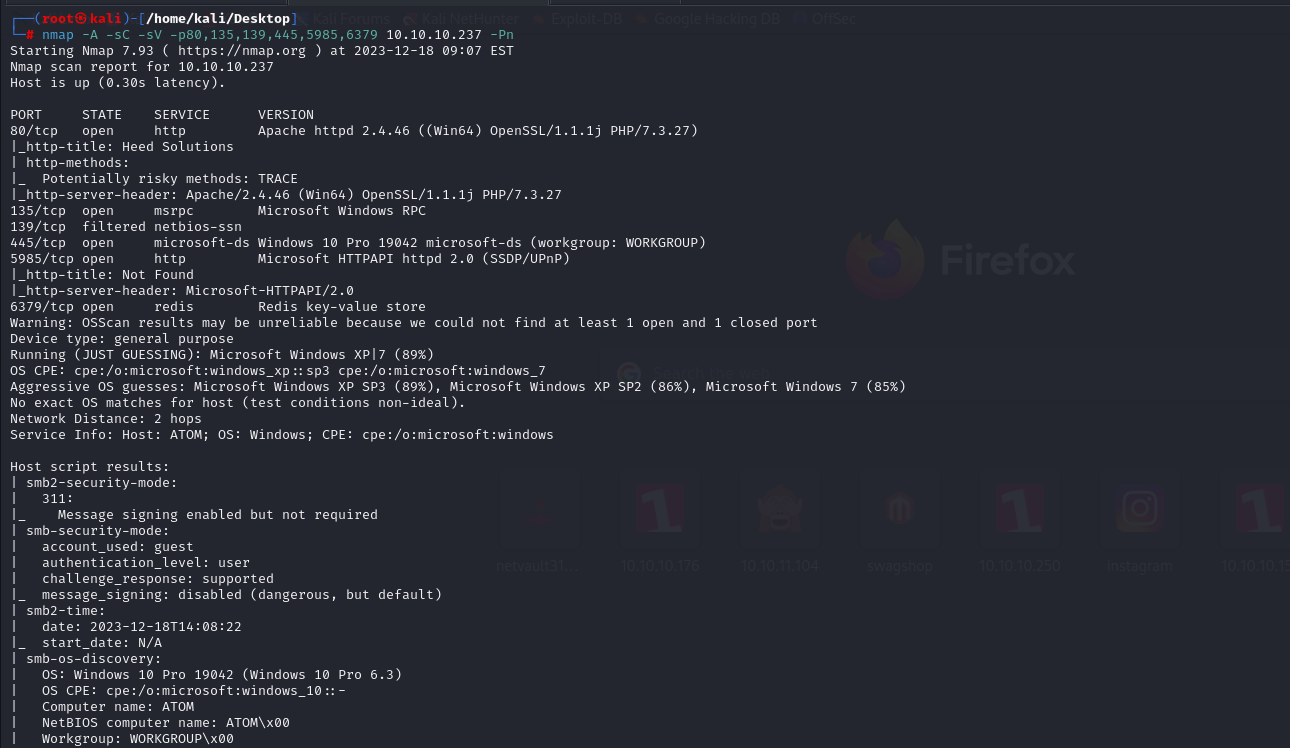 Kali Forums Kali NetHunter Exploit-DB Google Hacking DB OffSec
┌──(root㉿kali)-[/home/kali/Desktop]
└─# nmap -A -sC -sV -p80,135,139,445,5985,6379 10.10.10.237 -Pn
Starting Nmap 7.93 ( https://nmap.org ) at 2023-12-18 09:07 EST
Nmap scan report for 10.10.10.237
Host is up (0.30s latency).
PORT     STATE    SERVICE      VERSION
80/tcp   open     http         Apache httpd 2.4.46 ((Win64) OpenSSL/1.1.1j PHP/7.3.27)
|_http-title: Heed Solutions
| http-methods:
|_  Potentially risky methods: TRACE
|_http-server-header: Apache/2.4.46 (Win64) OpenSSL/1.1.1j PHP/7.3.27
135/tcp  open     msrpc        Microsoft Windows RPC
139/tcp  filtered netbios-ssn
445/tcp  open     microsoft-ds Windows 10 Pro 19042 microsoft-ds (workgroup: WORKGROUP)
5985/tcp open     http         Microsoft HTTPAPI httpd 2.0 (SSDP/UPnP)
|_http-title: Not Found
|_http-server-header: Microsoft-HTTPAPI/2.0
6379/tcp open     redis        Redis key-value store
Warning: OSScan results may be unreliable because we could not find at least 1 open and 1 closed port
Device type: general purpose
Running (JUST GUESSING): Microsoft Windows XP|7 (89%)
OS CPE: cpe:/o:microsoft:windows_xp::sp3 cpe:/o:microsoft:windows_7
Aggressive OS guesses: Microsoft Windows XP SP3 (89%), Microsoft Windows XP SP2 (86%), Microsoft Windows 7 (85%)
No exact OS matches for host (test conditions non-ideal).
Network Distance: 2 hops
Service Info: Host: ATOM; OS: Windows; CPE: cpe:/o:microsoft:windows
Host script results:
| smb2-security-mode:
|   311:
|_    Message signing enabled but not required
| smb-security-mode:
|   account_used: guest
|   authentication_level: user
|   challenge_response: supported
|_  message_signing: disabled (dangerous, but default)
| smb2-time:
|   date: 2023-12-18T14:08:22
|_  start_date: N/A
| smb-os-discovery:
|   OS: Windows 10 Pro 19042 (Windows 10 Pro 6.3)
|   OS CPE: cpe:/o:microsoft:windows_10::-
|   Computer name: ATOM
|   NetBIOS computer name: ATOM\x00
|   Workgroup: WORKGROUP\x00
Firefox
Search the web
netvault31... 10.10.10.176 10.10.11.104 swagshop 10.10.10.250 Instagram